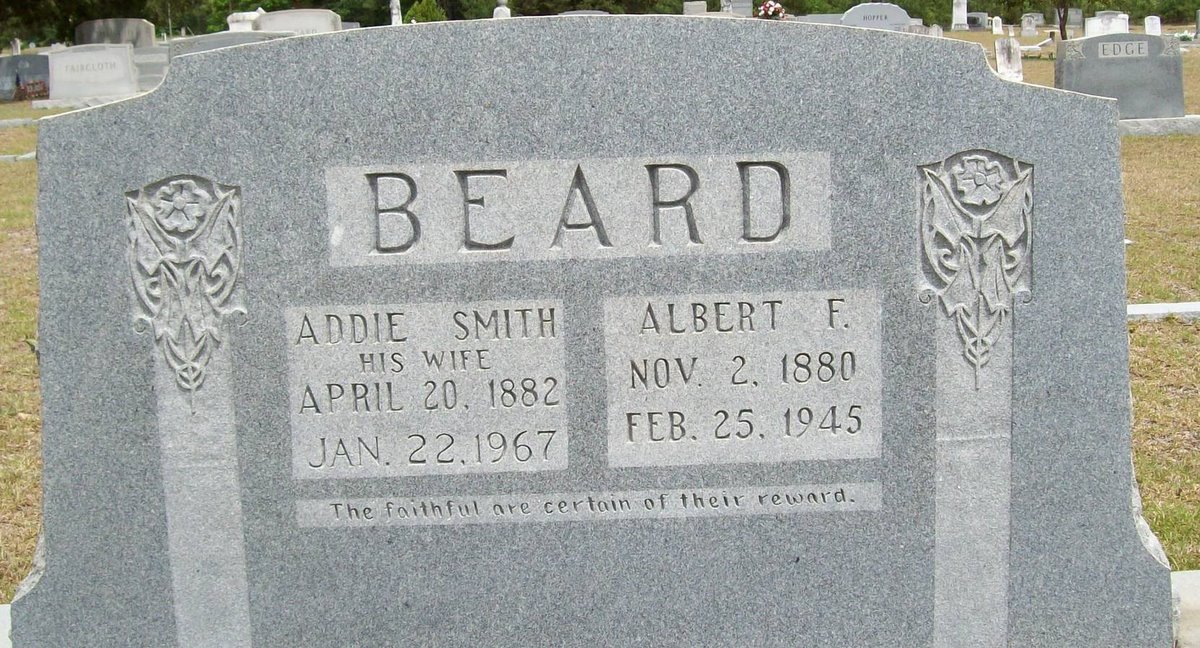 HOPPER
FAIRCLOTH
EDGE
BEARD
ADDIE SMITH
HIS WIFE
APRIL 20, 1882
JAN. 22, 1967
ALBERT F.
NOV. 2, 1880
FEB. 25, 1945
The faithful are certain of their reward.